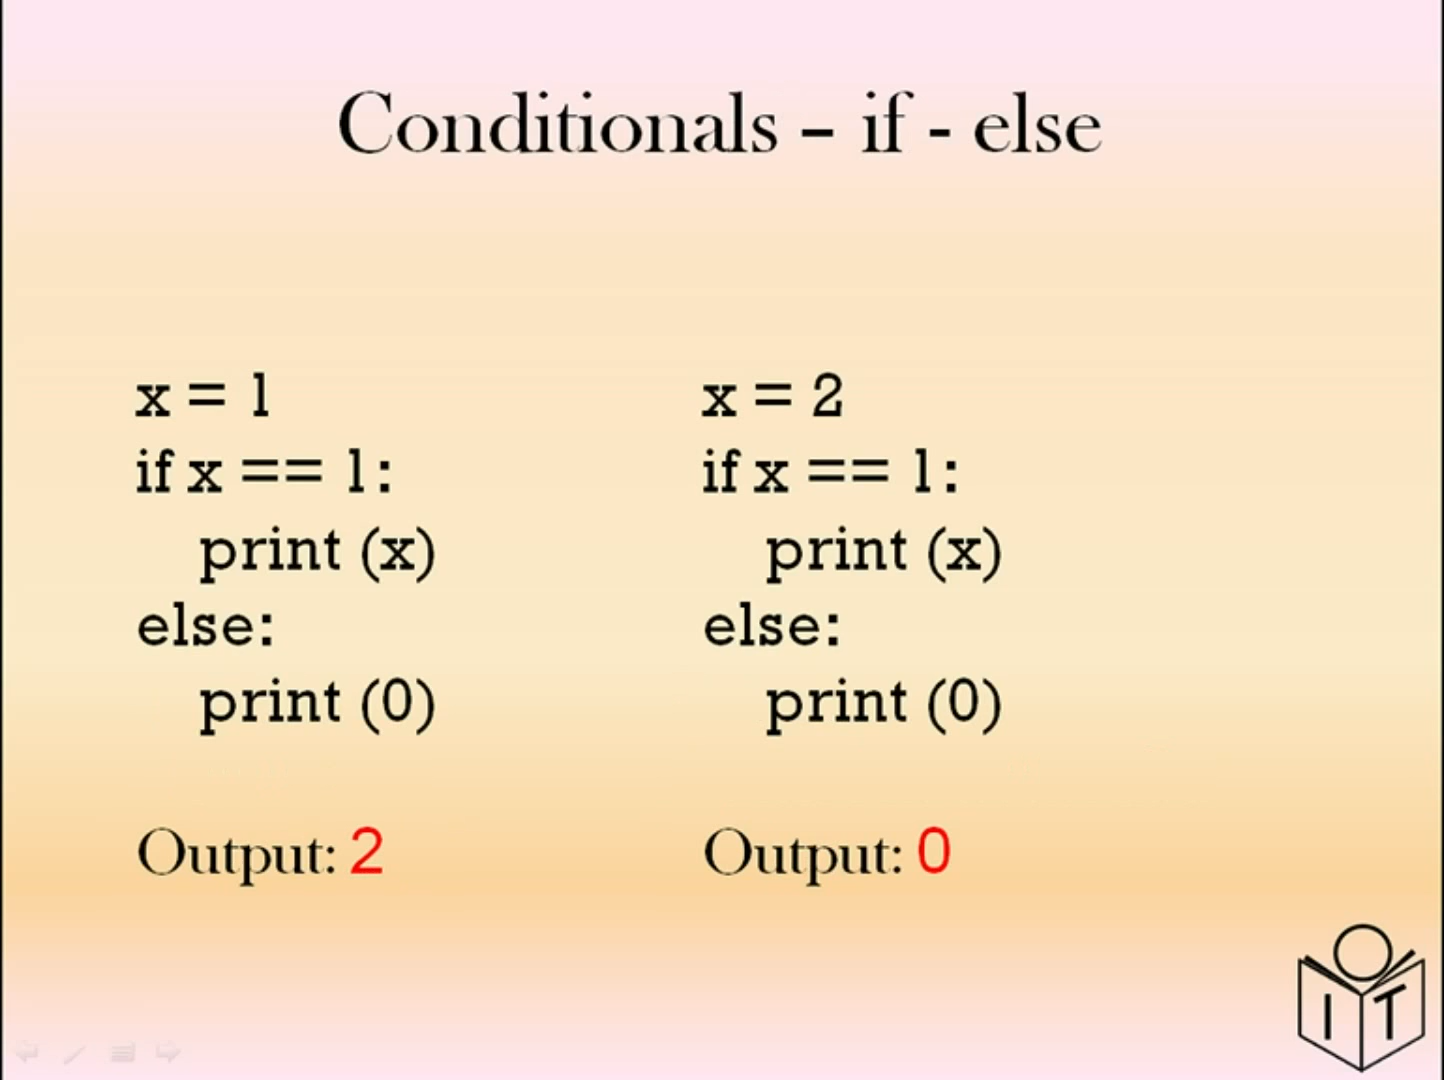 Conditionals – if - else
x = 1
if x == 1:
print (x)
else:
print (0)
Output: 2
x = 2
if x == 1:
print (x)
else:
print (0)
Output: 0
I T